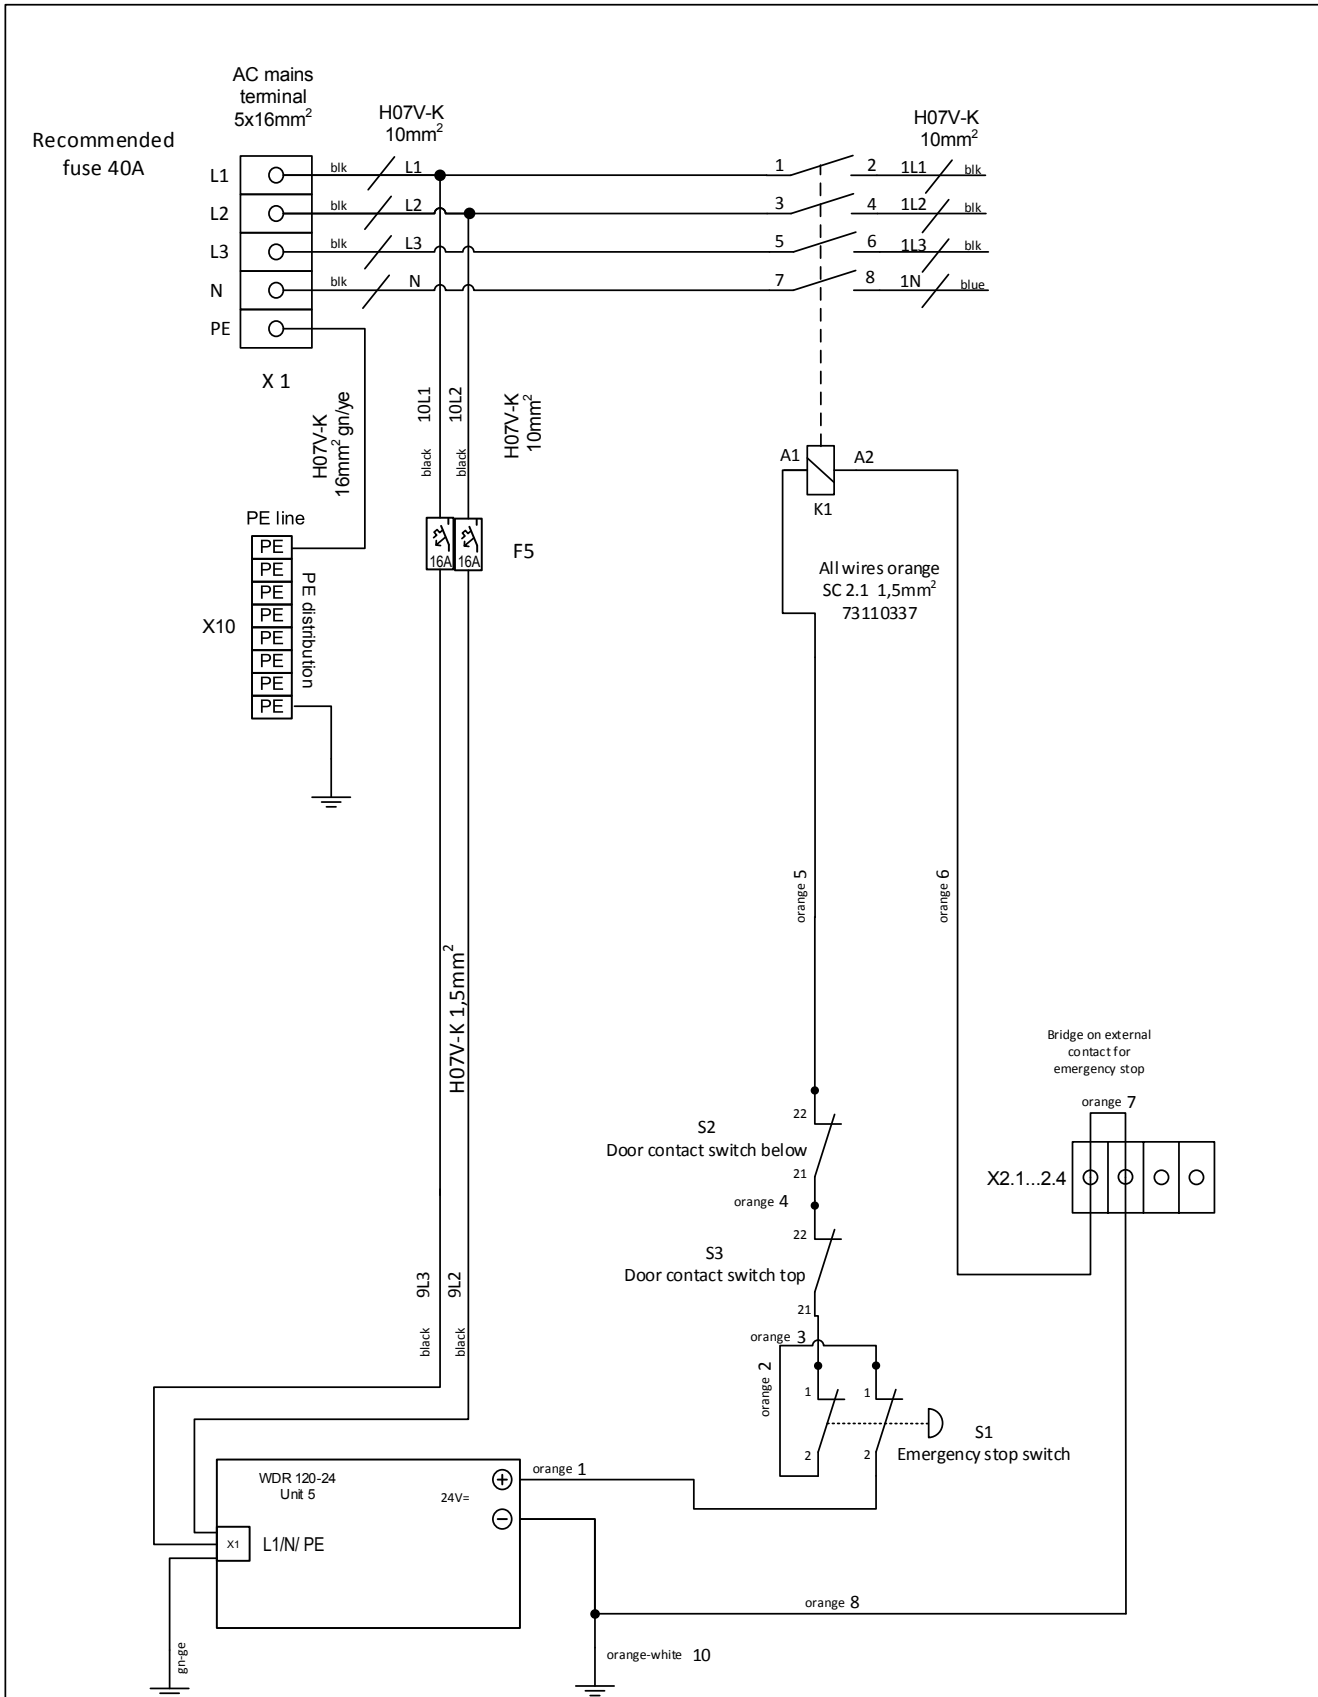 AC mains
terminal
5x16mm²
Recommended
fuse 40A
H07V-K
10mm²
H07V-K
10mm²
L1 blk L1 1 2 1L1 blk
L2 blk L2 3 4 1L2 blk
L3 blk L3 5 6 1L3 blk
N blk N 7 8 1N blue
PE
X 1
H07V-K
16mm² gn/ye
black 10L1
black 10L2
H07V-K
10mm²
A1 A2
K1
PE line
PE
PE
PE
PE
PE
PE
PE
PE
PE distribution
X10
16A 16A
F5
All wires orange
SC 2.1 1,5mm²
73110337
orange 5
orange 6
H07V-K 1,5mm²
Bridge on external
contact for
emergency stop
orange 7
X2.1...2.4
22
S2
Door contact switch below
21
orange 4
22
S3
Door contact switch top
21
black 9L3
black 9L2
orange 3
orange 2
1 1
2 2
S1
Emergency stop switch
WDR 120-24
Unit 5
24V=
+
−
orange 1
X1 L1/N/ PE
gn-ge
orange 8
orange-white 10